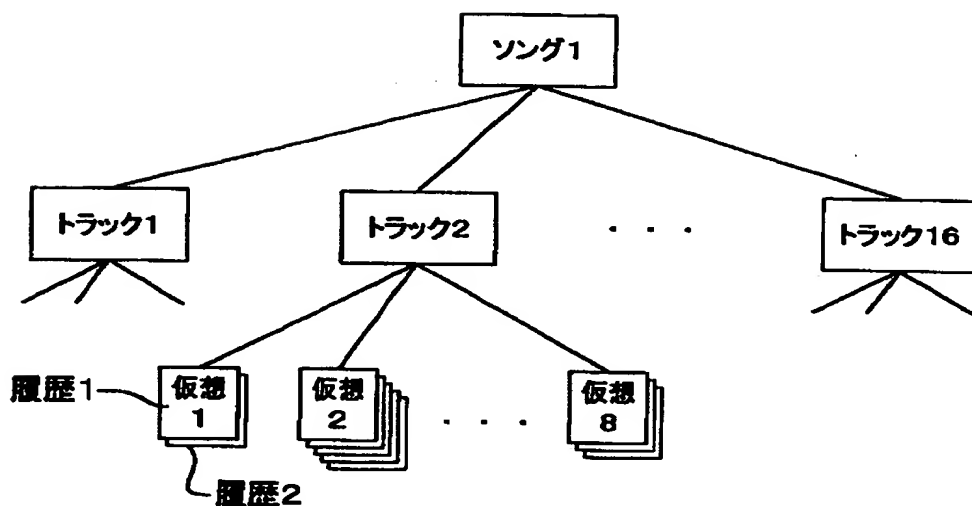 ソング1
トラック1
トラック2
・・・
トラック16
履歴1
仮想
1
仮想
2
・・・
仮想
8
履歴2